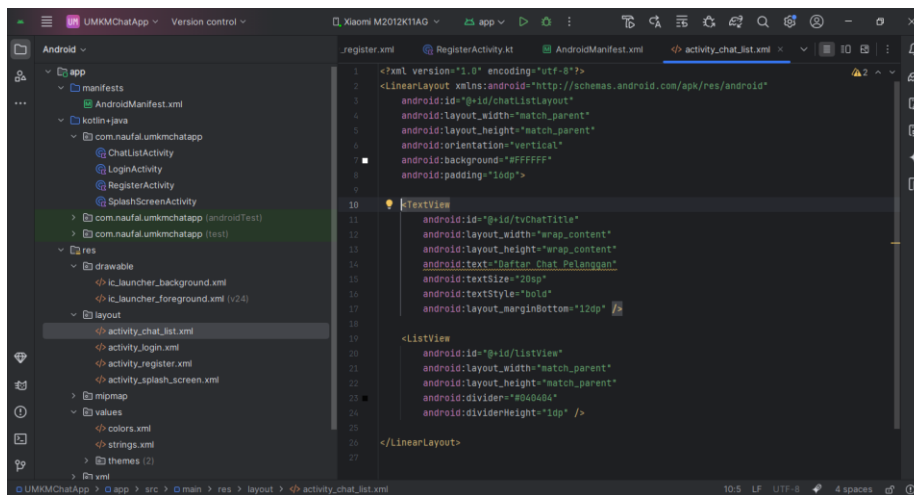 UM UMKMChatApp Version control Xiaomi M2012K11AG app
Android
_register.xml RegisterActivity.kt AndroidManifest.xml activity_chat_list.xml
app
manifests
AndroidManifest.xml
kotlin+java
com.naufal.umkmchatapp
ChatListActivity
LoginActivity
RegisterActivity
SplashScreenActivity
com.naufal.umkmchatapp (androidTest)
com.naufal.umkmchatapp (test)
res
drawable
ic_launcher_background.xml
ic_launcher_foreground.xml (v24)
layout
activity_chat_list.xml
activity_login.xml
activity_register.xml
activity_splash_screen.xml
mipmap
values
colors.xml
strings.xml
themes (2)
xml
2
1 <?xml version="1.0" encoding="utf-8"?>
2 <LinearLayout xmlns:android="http://schemas.android.com/apk/res/android"
3 android:id="@+id/chatListLayout"
4 android:layout_width="match_parent"
5 android:layout_height="match_parent"
6 android:orientation="vertical"
7 android:background="#FFFFFF"
8 android:padding="16dp">
9
10 <TextView
11 android:id="@+id/tvChatTitle"
12 android:layout_width="wrap_content"
13 android:layout_height="wrap_content"
14 android:text="Daftar Chat Pelanggan"
15 android:textSize="20sp"
16 android:textStyle="bold"
17 android:layout_marginBottom="12dp" />
18
19 <ListView
20 android:id="@+id/listView"
21 android:layout_width="match_parent"
22 android:layout_height="match_parent"
23 android:divider="#040404"
24 android:dividerHeight="1dp" />
25
26 </LinearLayout>
27
UMKMChatApp > app > src > main > res > layout > activity_chat_list.xml 10:5 LF UTF-8 4 spaces